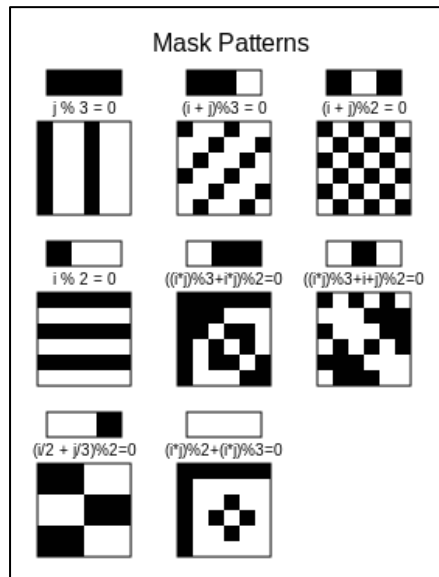 Mask Patterns
j % 3 = 0
(i + j)%3 = 0
(i + j)%2 = 0
i % 2 = 0
((i*j)%3+i*j)%2=0
((i*j)%3+i+j)%2=0
(i/2 + j/3)%2=0
(i*j)%2+(i*j)%3=0